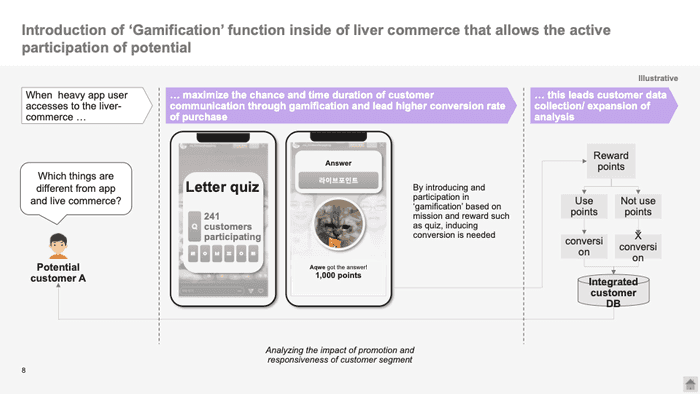 Introduction of ‘Gamification’ function inside of liver commerce that allows the active
participation of potential
Illustrative
When heavy app user
accesses to the liver-
commerce …
… maximize the chance and time duration of customer
communication through gamification and lead higher conversion rate
of purchase
… this leads customer data
collection/ expansion of
analysis
Which things are
different from app
and live commerce?
Potential
customer A
Letter quiz
Q
241
customers
participating
Answer
라이브포인트
Aqws got the answer!
1,000 points
By introducing and
participation in
‘gamification’ based on
mission and reward such
as quiz, inducing
conversion is needed
Reward
points
Use
points
Not use
points
conversi
on
X
conversi
on
Integrated
customer
DB
Analyzing the impact of promotion and
responsiveness of customer segment
8